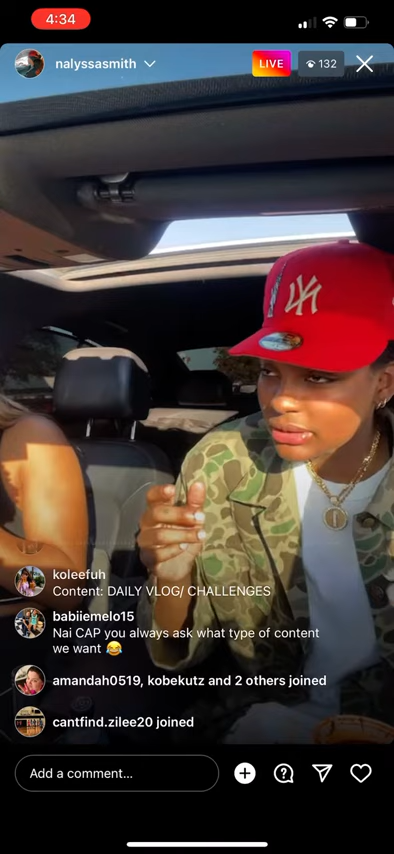 4:34
nalyssasmith
LIVE
132
NY
koleefuh
Content: DAILY VLOG/ CHALLENGES
babiiemelo15
Nai CAP you always ask what type of content
we want 😂
amandah0519, kobekutz and 2 others joined
cantfind.zilee20 joined
Add a comment...